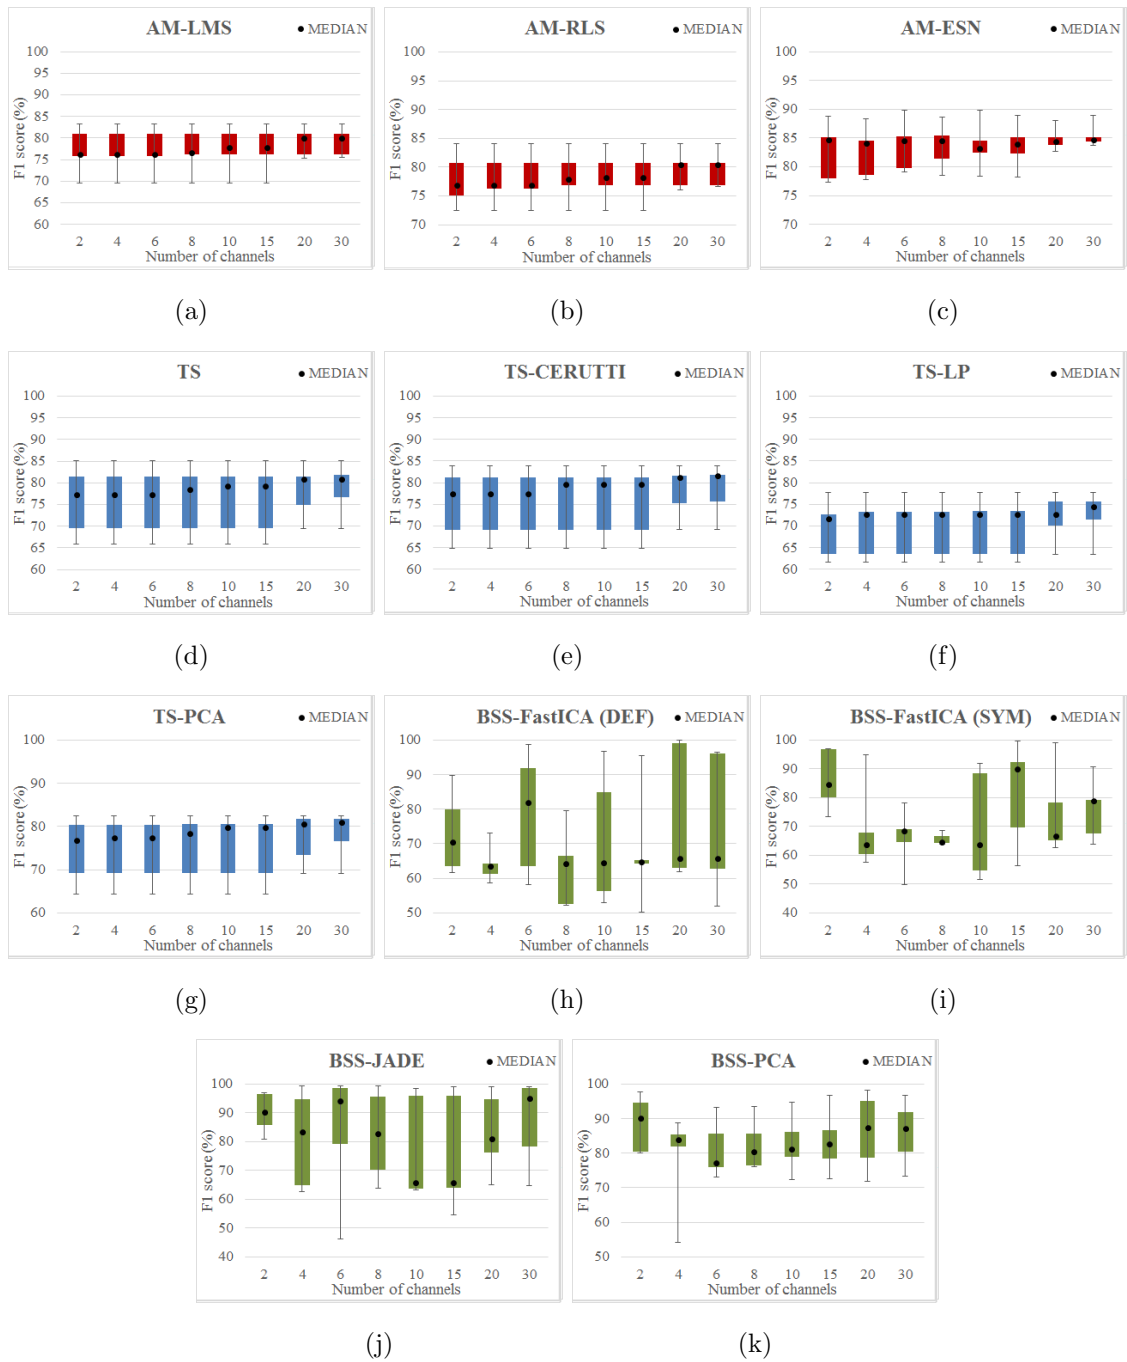 AM-LMS
● MEDIAN
100
95
90
85
80
75
70
65
60
F1 score (%)
2 4 6 8 10 15 20 30
Number of channels
(a)
AM-RLS
● MEDIAN
100
95
90
85
80
75
70
F1 score (%)
2 4 6 8 10 15 20 30
Number of channels
(b)
AM-ESN
● MEDIAN
100
95
90
85
80
75
70
F1 score (%)
2 4 6 8 10 15 20 30
Number of channels
(c)
TS
● MEDIAN
100
95
90
85
80
75
70
65
60
F1 score (%)
2 4 6 8 10 15 20 30
Number of channels
(d)
TS-CERUTTI
● MEDIAN
100
95
90
85
80
75
70
65
60
F1 score (%)
2 4 6 8 10 15 20 30
Number of channels
(e)
TS-LP
● MEDIAN
100
95
90
85
80
75
70
65
60
F1 score (%)
2 4 6 8 10 15 20 30
Number of channels
(f)
TS-PCA
● MEDIAN
100
90
80
70
60
F1 score (%)
2 4 6 8 10 15 20 30
Number of channels
(g)
BSS-FastICA (DEF)
● MEDIAN
100
90
80
70
60
50
F1 score (%)
2 4 6 8 10 15 20 30
Number of channels
(h)
BSS-FastICA (SYM)
● MEDIAN
100
90
80
70
60
50
40
F1 score (%)
2 4 6 8 10 15 20 30
Number of channels
(i)
BSS-JADE
● MEDIAN
100
90
80
70
60
50
40
F1 score (%)
2 4 6 8 10 15 20 30
Number of channels
(j)
BSS-PCA
● MEDIAN
100
90
80
70
60
50
F1 score (%)
2 4 6 8 10 15 20 30
Number of channels
(k)